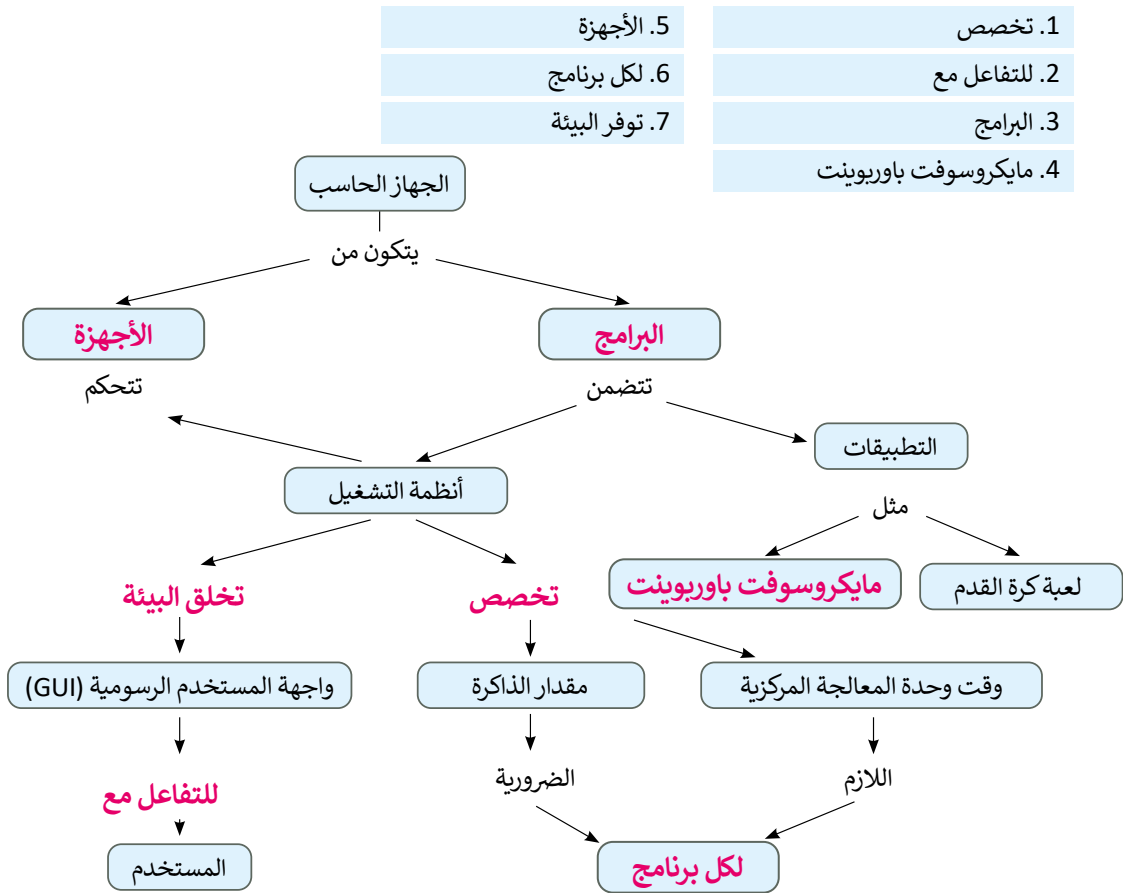 1. تخصص
5. الأجهزة
2. للتفاعل مع
6. لكل برنامج
3. البرامج
7. توفر البيئة
4. مايكروسوفت باوربوينت
الجهاز الحاسب
يتكون من
البرامج
الأجهزة
تتضمن
تتحكم
التطبيقات
أنظمة التشغيل
مثل
لعبة كرة القدم
مايكروسوفت باوربوينت
تخصص
تخلق البيئة
وقت وحدة المعالجة المركزية
مقدار الذاكرة
واجهة المستخدم الرسومية (GUI)
اللازم
الضرورية
للتفاعل مع
لكل برنامج
المستخدم